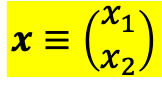 x ≡ (x₁
x₂)